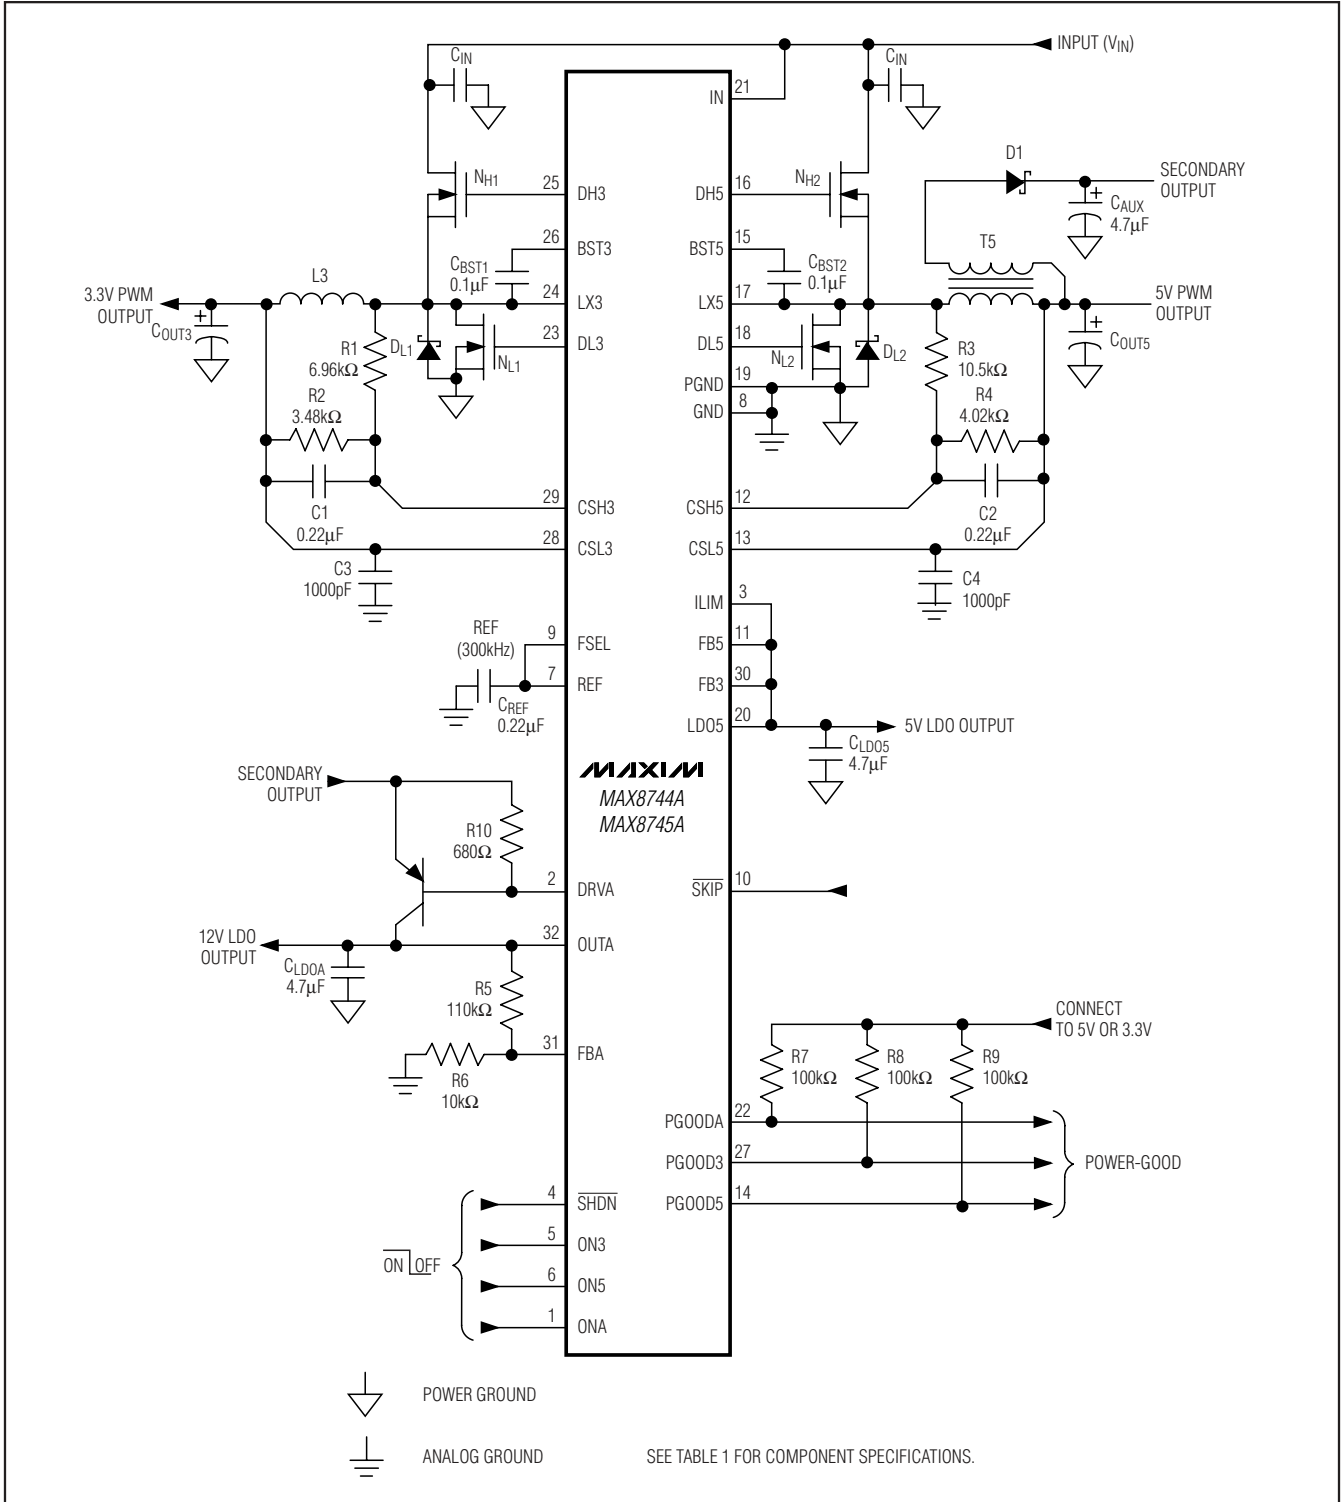 INPUT (VIN)
CIN
CIN
21
IN
D1
SECONDARY
OUTPUT
NH1
25
DH3
DH5
16
NH2
CAUX
4.7µF
+
26
BST3
BST5
15
T5
CBST1
0.1µF
CBST2
0.1µF
L3
3.3V PWM
OUTPUT
24
LX3
LX5
17
5V PWM
OUTPUT
+
COUT3
+
COUT5
23
DL3
DL5
18
R1
6.96kΩ
DL1
NL1
NL2
DL2
R3
10.5kΩ
PGND
19
R2
3.48kΩ
GND
8
R4
4.02kΩ
29
CSH3
CSH5
12
C1
0.22µF
C2
0.22µF
28
CSL3
CSL5
13
C3
1000pF
C4
1000pF
ILIM
3
REF
(300kHz)
9
FSEL
FB5
11
7
REF
FB3
30
CREF
0.22µF
LDO5
20
5V LDO OUTPUT
CLDO5
4.7µF
MAXIM
MAX8744A
MAX8745A
SECONDARY
OUTPUT
R10
680Ω
2
DRVA
SKIP
10
12V LDO
OUTPUT
32
OUTA
CLDOA
4.7µF
R5
110kΩ
CONNECT
TO 5V OR 3.3V
31
FBA
R6
10kΩ
R7
100kΩ
R8
100kΩ
R9
100kΩ
PGOODA
22
PGOOD3
27
POWER-GOOD
PGOOD5
14
4
SHDN
5
ON3
ON OFF
6
ON5
1
ONA
POWER GROUND
ANALOG GROUND
SEE TABLE 1 FOR COMPONENT SPECIFICATIONS.